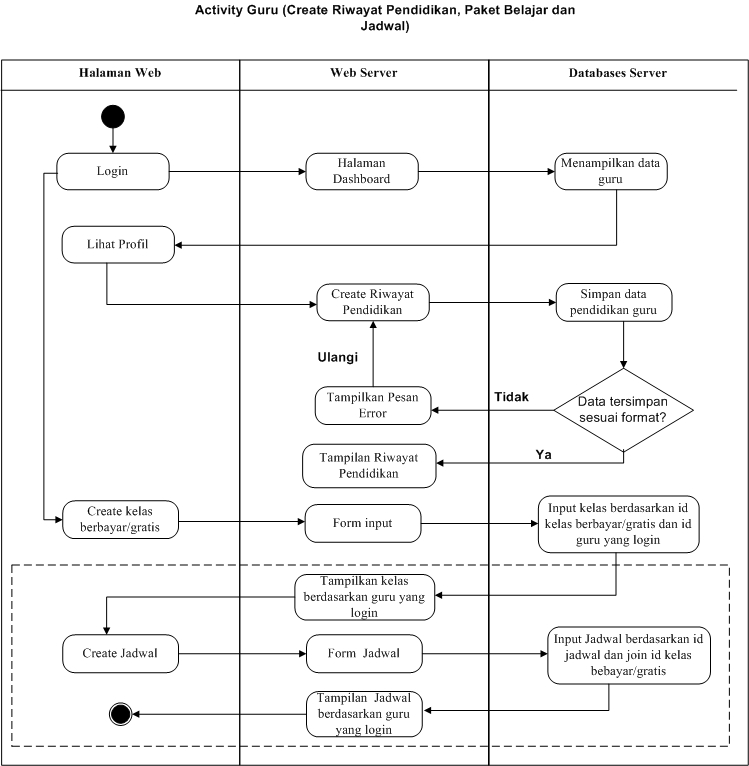 Activity Guru (Create Riwayat Pendidikan, Paket Belajar dan
Jadwal)
Halaman Web
Web Server
Databases Server
Login
Halaman
Dashboard
Menampilkan data
guru
Lihat Profil
Create Riwayat
Pendidikan
Simpan data
pendidikan guru
Ulangi
Tampilkan Pesan
Error
Tidak
Data tersimpan
sesuai format?
Ya
Tampilan Riwayat
Pendidikan
Create kelas
berbayar/gratis
Form input
Input kelas berdasarkan id
kelas berbayar/gratis dan id
guru yang login
Tampilkan kelas
berdasarkan guru yang
login
Create Jadwal
Form Jadwal
Input Jadwal berdasarkan id
jadwal dan join id kelas
bebayar/gratis
Tampilan Jadwal
berdasarkan guru
yang login